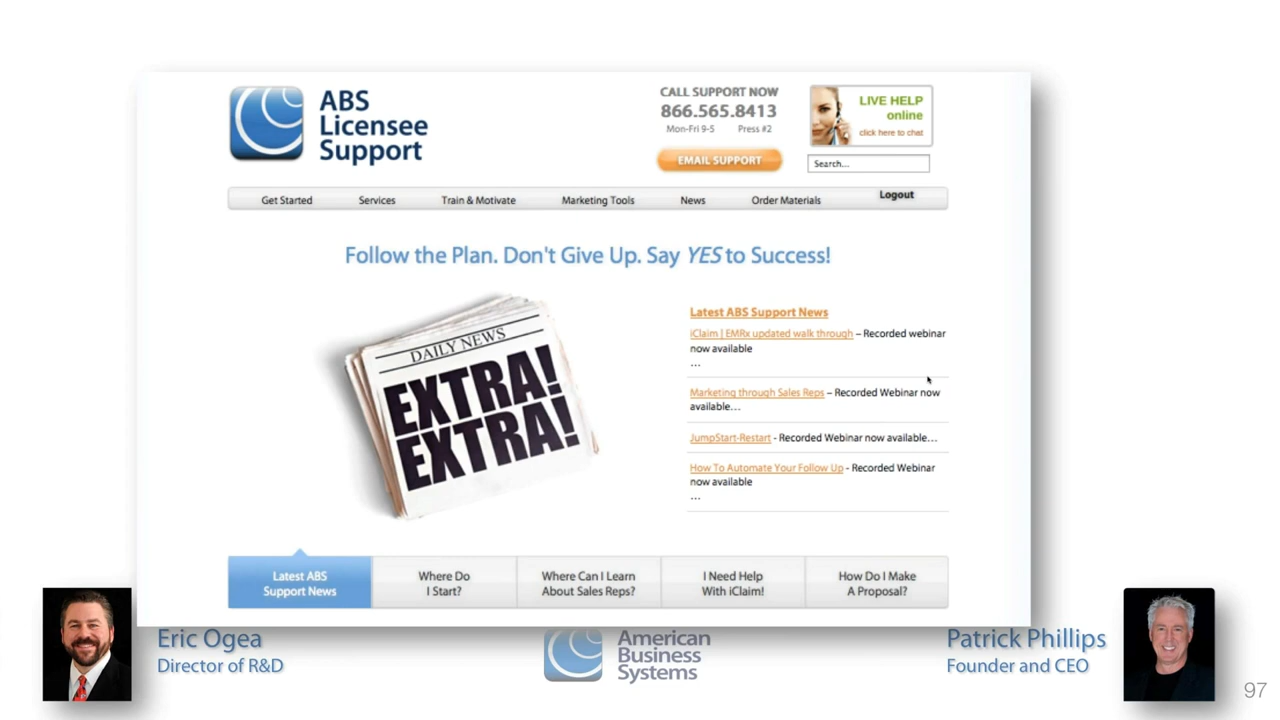 ABS
Licensee
Support
CALL SUPPORT NOW
866.565.8413
Mon-Fri 9-5 Press #2
EMAIL SUPPORT
LIVE HELP
online
click here to chat
Search...
Get Started
Services
Train & Motivate
Marketing Tools
News
Order Materials
Logout
Follow the Plan. Don't Give Up. Say YES to Success!
DAILY NEWS
EXTRA!
EXTRA!
Latest ABS Support News
iClaim | EMRx updated walk through – Recorded webinar
now available
...
Marketing through Sales Reps – Recorded Webinar now
available...
JumpStart-Restart - Recorded Webinar now available...
How To Automate Your Follow Up - Recorded Webinar
now available
...
Latest ABS
Support News
Where Do
I Start?
Where Can I Learn
About Sales Reps?
I Need Help
With iClaim!
How Do I Make
A Proposal?
Eric Ogea
Director of R&D
American
Business
Systems
Patrick Phillips
Founder and CEO
97